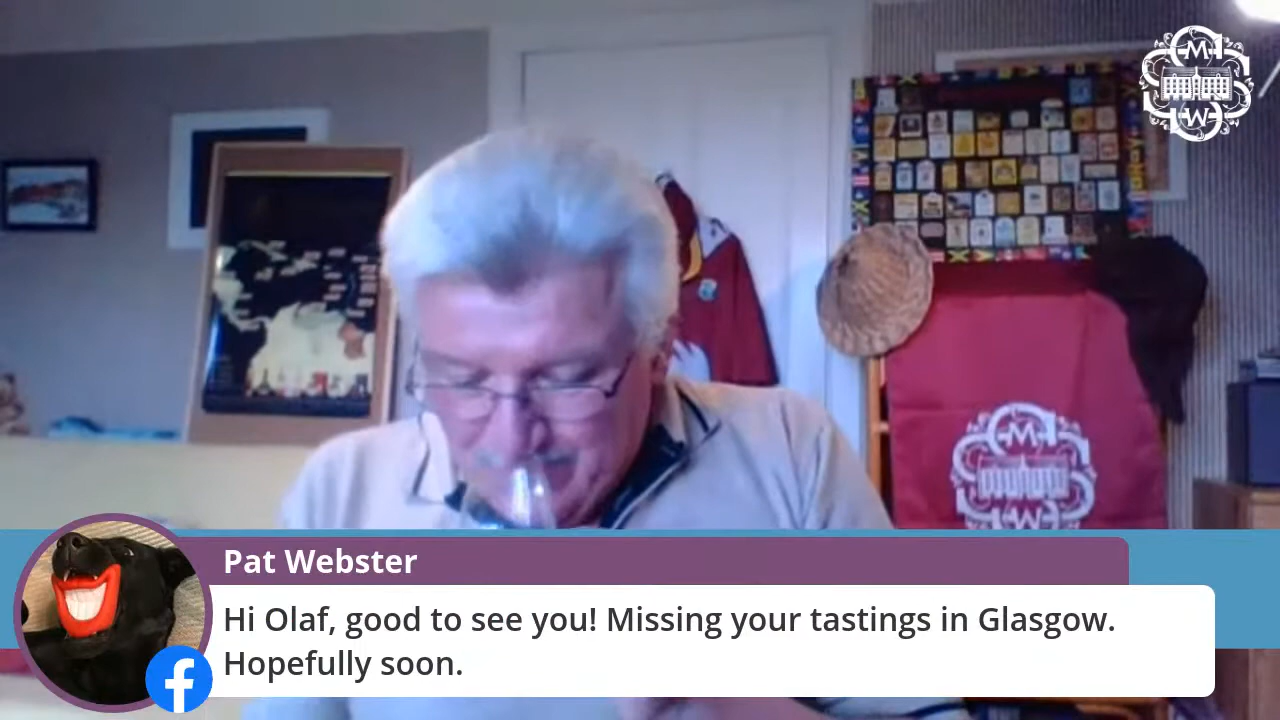 M
W
M
W
Pat Webster
Hi Olaf, good to see you! Missing your tastings in Glasgow.
Hopefully soon.